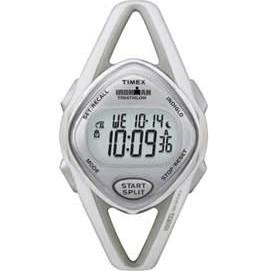 TIMEX
IRONMAN
TRIATHLON
SET/RECALL
INDIGLO
WE 10-14
10:09 36
MODE
STOP/RESET
START
SPLIT